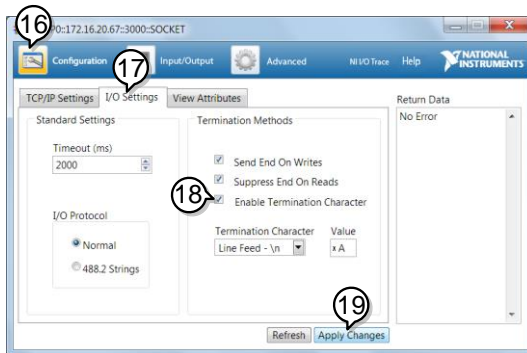 16
P0::172.16.20.67::3000::SOCKET
Configuration Input/Output Advanced NI I/O Trace Help NATIONAL INSTRUMENTS
17
TCP/IP Settings I/O Settings View Attributes
Return Data
Standard Settings
Termination Methods
No Error
Timeout (ms)
2000
Send End On Writes
Suppress End On Reads
18
Enable Termination Character
I/O Protocol
Termination Character Value
Normal
Line Feed - \n
x A
488.2 Strings
19
Refresh Apply Changes